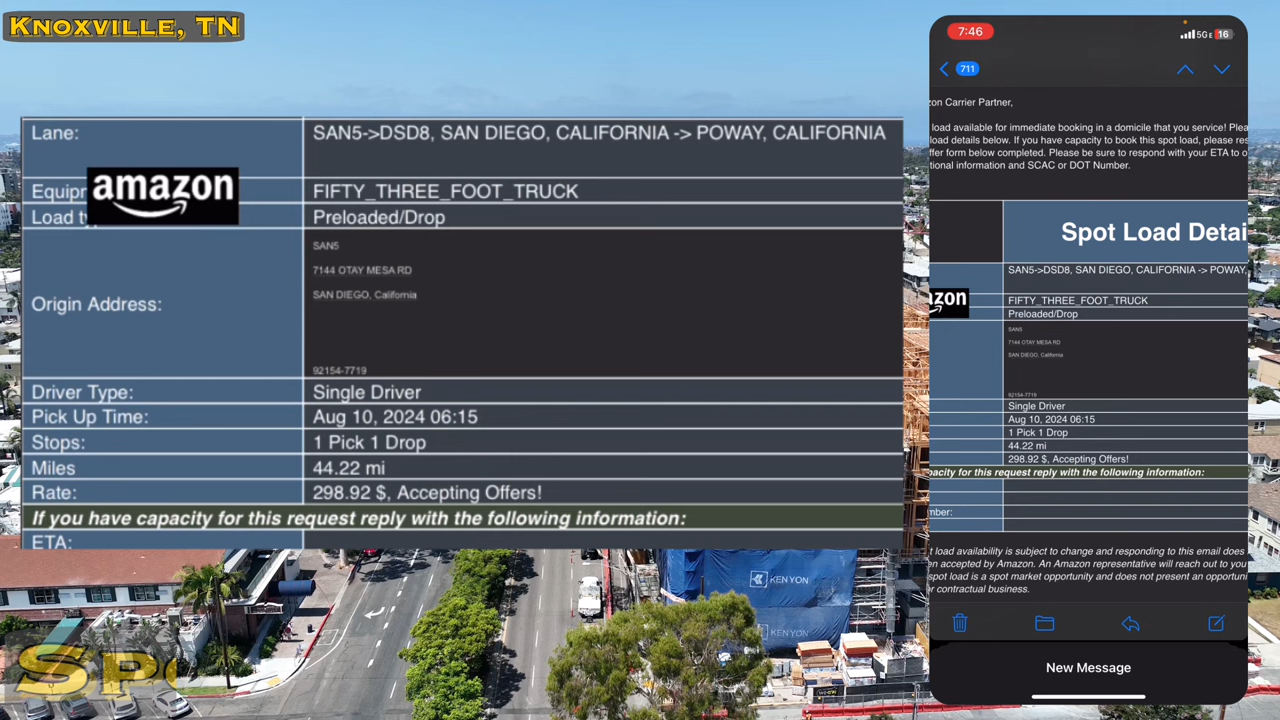 KNOXVILLE, TN
Lane: SAN5->DSD8, SAN DIEGO, CALIFORNIA -> POWAY, CALIFORNIA
amazon
FIFTY_THREE_FOOT_TRUCK
Load Preloaded/Drop
Origin Address:
SAN5
7144 OTAY MESA RD
SAN DIEGO, California
92154-7719
Driver Type: Single Driver
Pick Up Time: Aug 10, 2024 06:15
Stops: 1 Pick 1 Drop
Miles 44.22 mi
Rate: 298.92 $, Accepting Offers!
If you have capacity or this request reply with the following information:
ETA:
KENYON
KENYON
Sp
7:46
5GE 16
711
zon Carrier Partner,
load available for immediate booking in a domicile that you service! Plea
load details below. If you have capacity to book this spot load, please res
ffer form below completed. Please be sure to respond with your ETA to o
tional information and SCAC or DOT Number.
Spot Load Detai
SAN5->DSD8, SAN DIEGO, CALIFORNIA -> POWAY,
azon
FIFTY_THREE_FOOT_TRUCK
Preloaded/Drop
SAN5
7144 OTAY MESA RD
SAN DIEGO, California
92154-7719
Single Driver
Aug 10, 2024 06:15
1 Pick 1 Drop
44.22 mi
298.92 $, Accepting Offers!
pacity for this request reply with the following information:
mber:
t load availability is subject to change and responding to this email does
en accepted by Amazon. An Amazon representative will reach out to you
spot load is a spot market opportunity and does not present an opportuni
or contractual business.
New Message